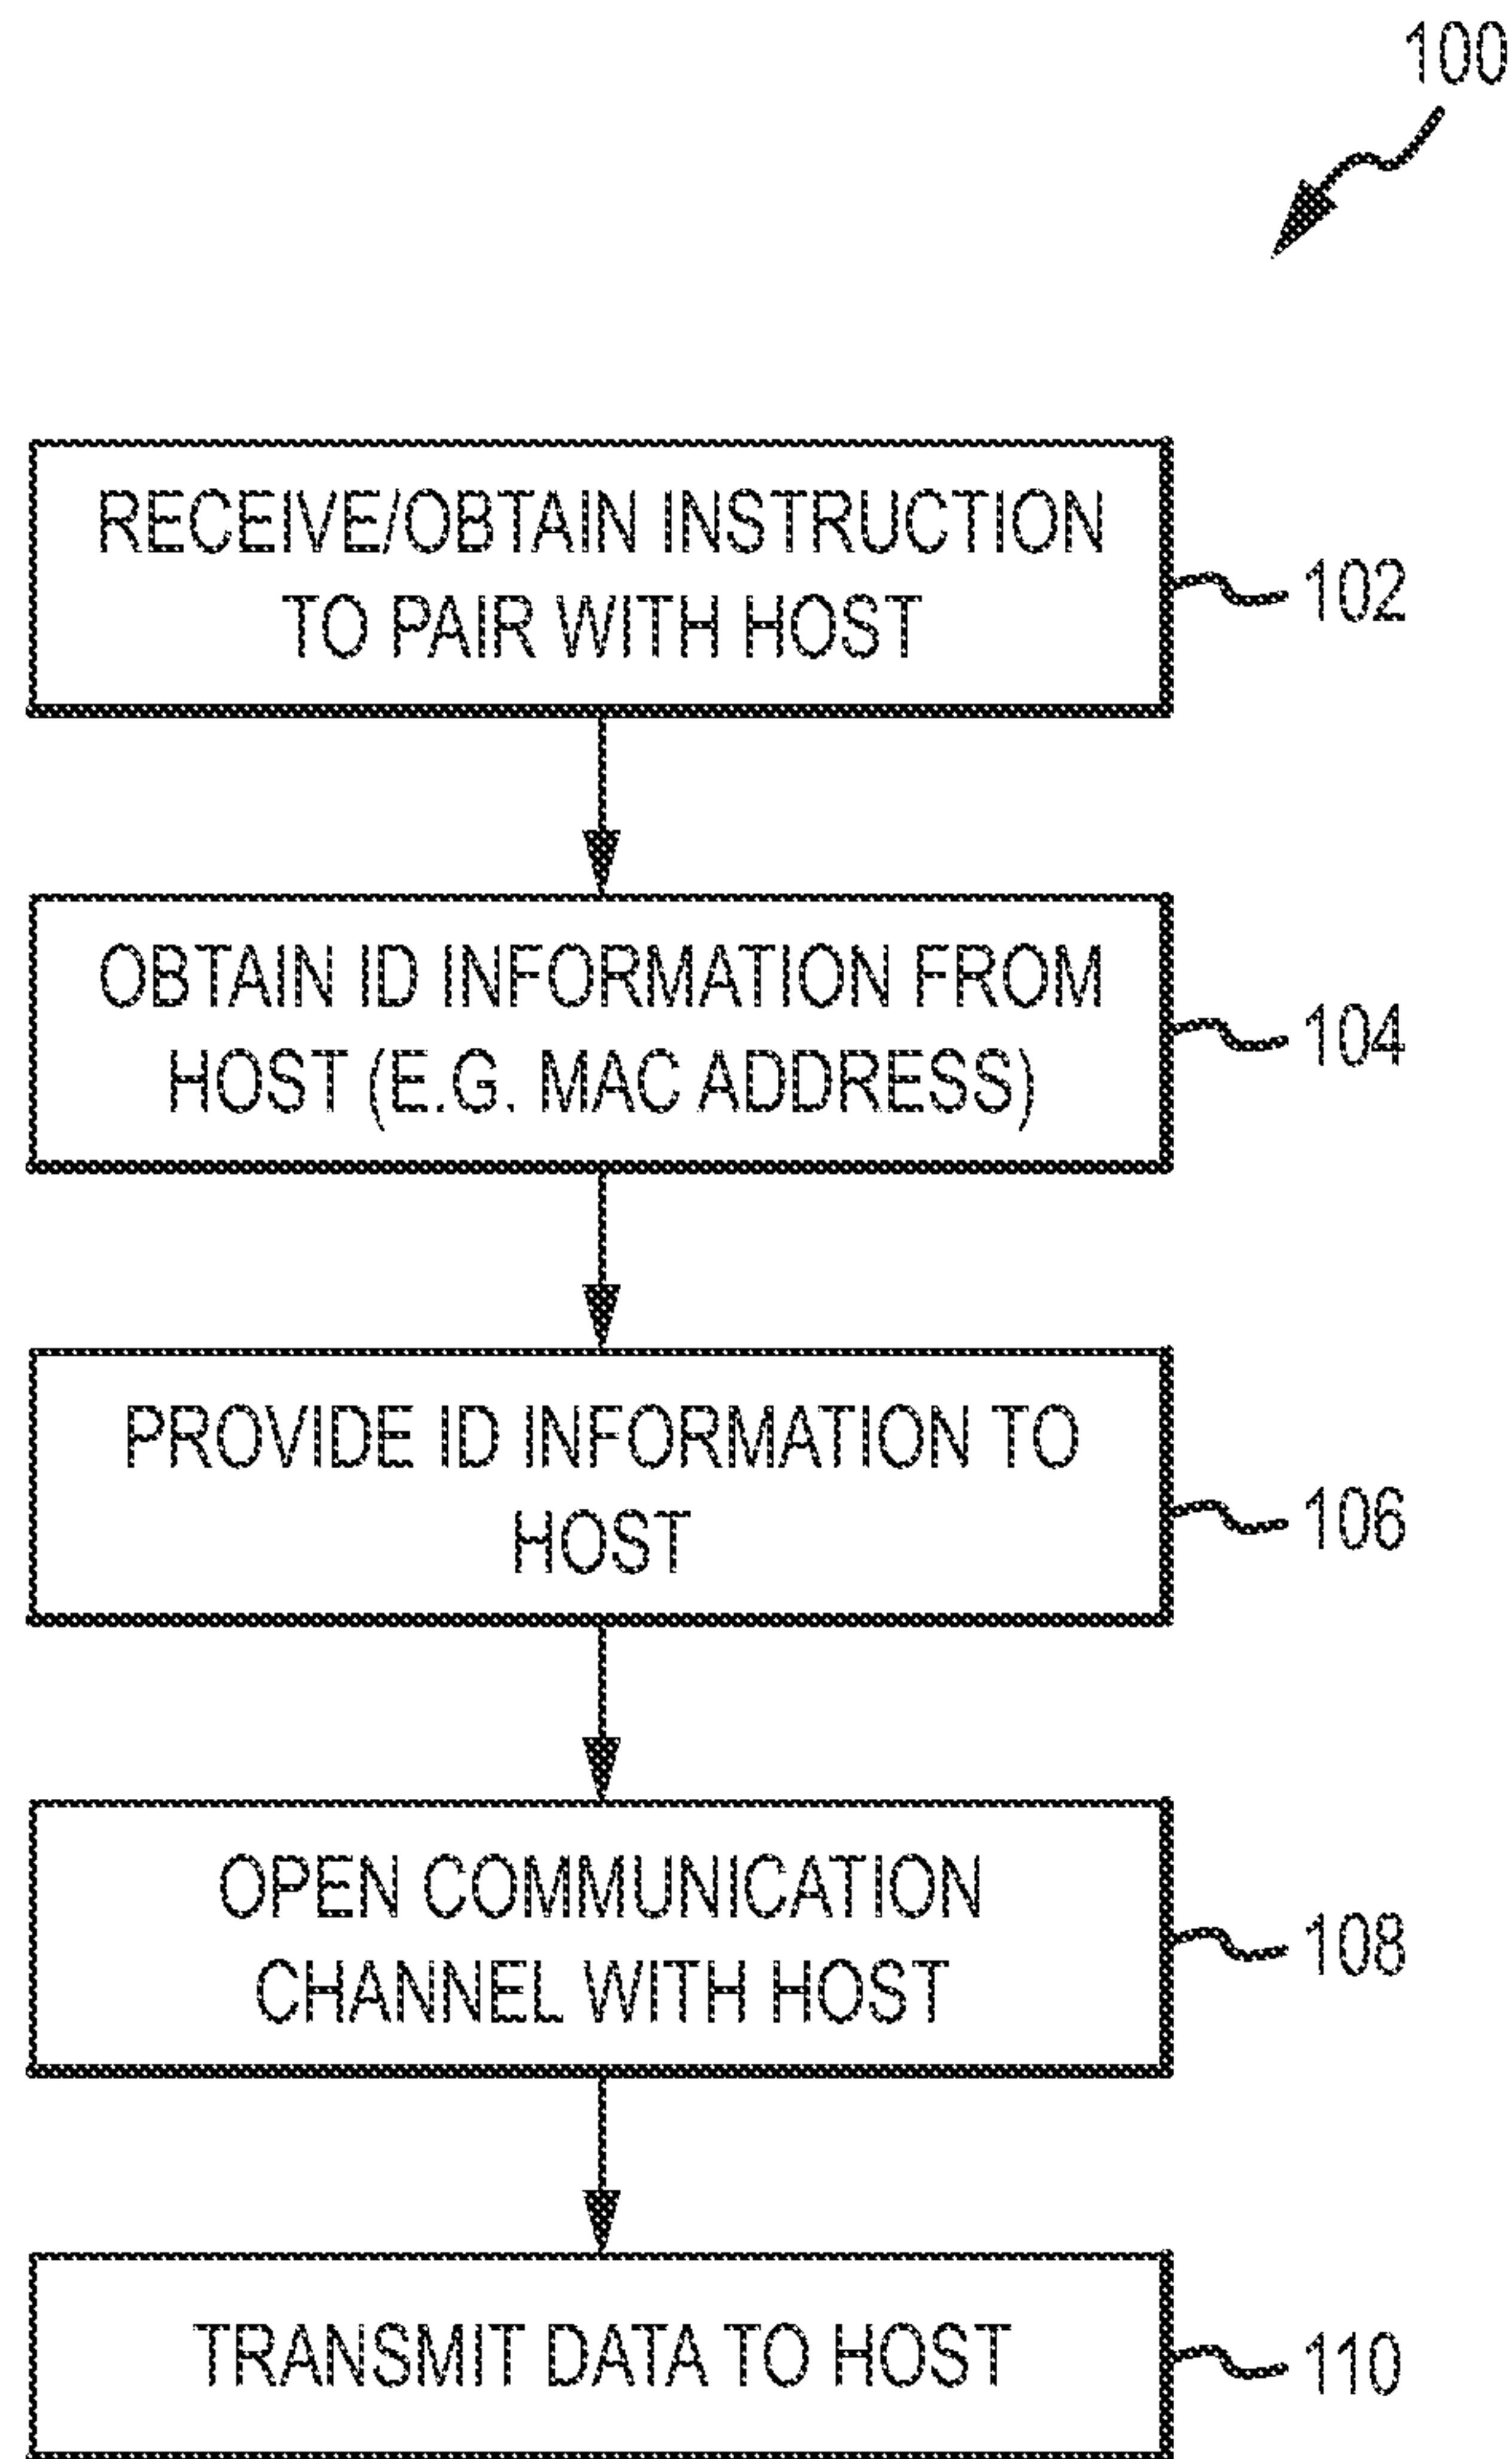 100
RECEIVE/OBTAIN INSTRUCTION
TO PAIR WITH HOST
102
OBTAIN ID INFORMATION FROM
HOST (E.G. MAC ADDRESS)
104
PROVIDE ID INFORMATION TO
HOST
106
OPEN COMMUNICATION
CHANNEL WITH HOST
108
TRANSMIT DATA TO HOST
110